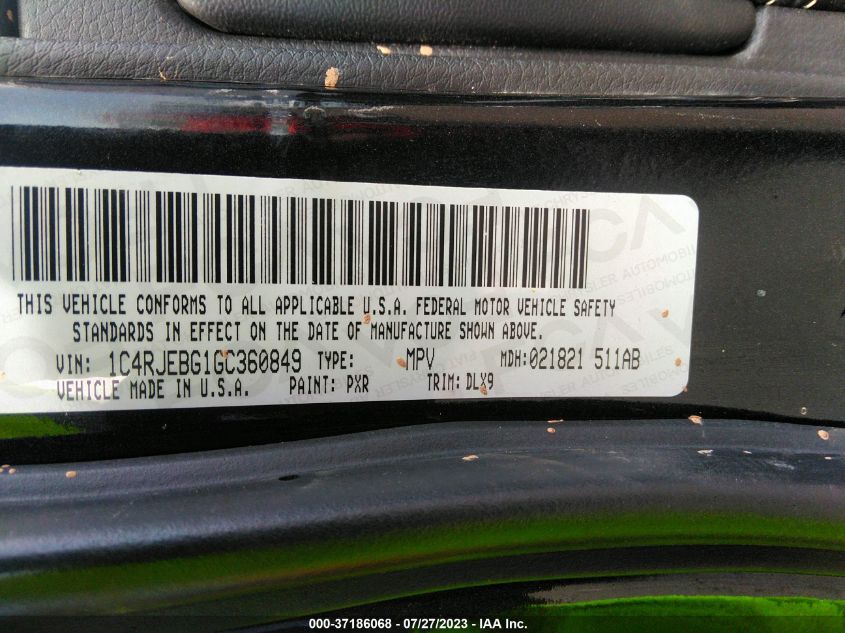 THIS VEHICLE CONFORMS TO ALL APPLICABLE U.S.A. FEDERAL MOTOR VEHICLE SAFETY
STANDARDS IN EFFECT ON THE DATE OF MANUFACTURE SHOWN ABOVE.
VIN: 1C4RJEBG1GC360849 TYPE: MPV MDH:021821 511AB
VEHICLE MADE IN U.S.A. PAINT: PXR TRIM: DLX9
000-37186068 - 07/27/2023 - IAA Inc.